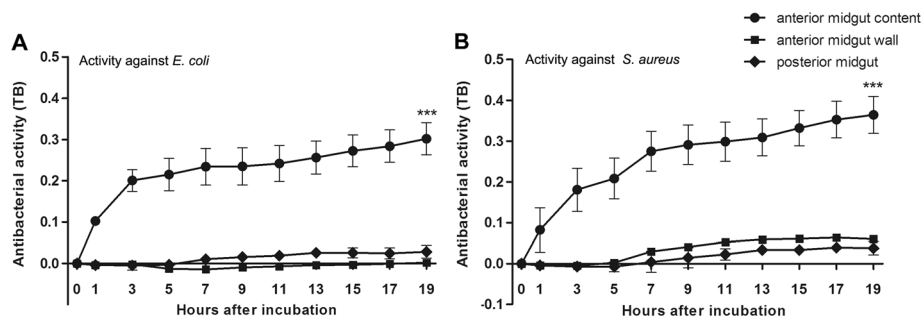 anterior midgut content
anterior midgut wall
posterior midgut
A
Activity against E. coli
Antibacterial activity (TB)
0.5
0.4
0.3
0.2
0.1
0.0
***
0 1 3 5 7 9 11 13 15 17 19
Hours after incubation
B
Activity against S. aureus
Antibacterial activity (TB)
0.5
0.4
0.3
0.2
0.1
0.0
-0.1
***
0 1 3 5 7 9 11 13 15 17 19
Hours after incubation